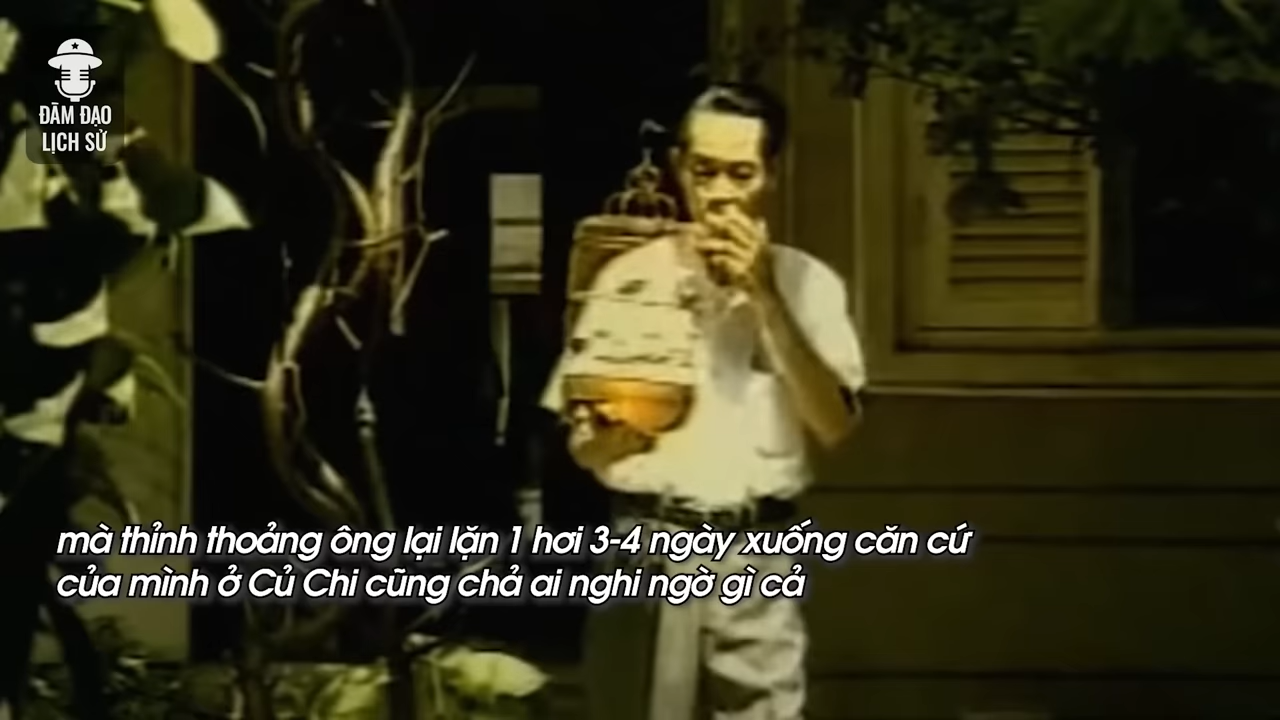 ĐÀM ĐẠO
LỊCH SỬ
mà thỉnh thoảng ông lại lặn 1 hơi 3-4 ngày xuống căn cứ
của mình ở Củ Chi cũng chả ai nghi ngờ gì cả